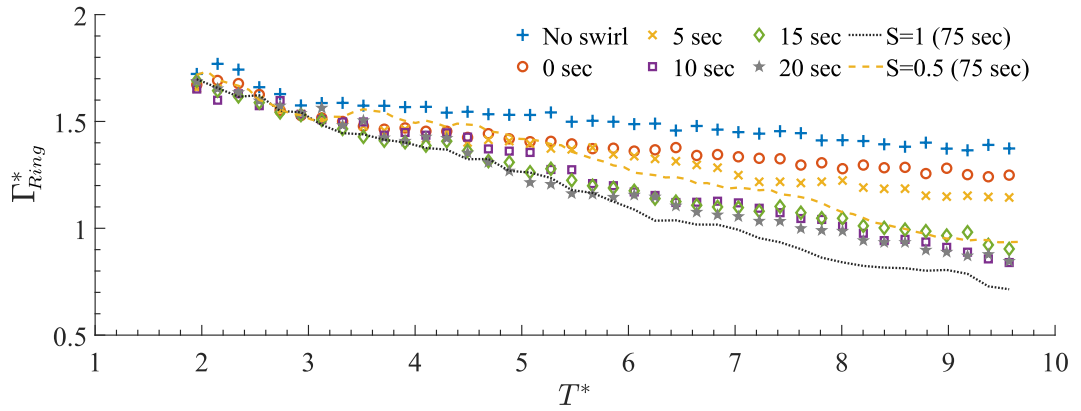 2
No swirl 5 sec 15 sec S=1 (75 sec)
0 sec 10 sec 20 sec S=0.5 (75 sec)
1.5
Γ*Ring
1
0.5
1 2 3 4 5 6 7 8 9 10
T*